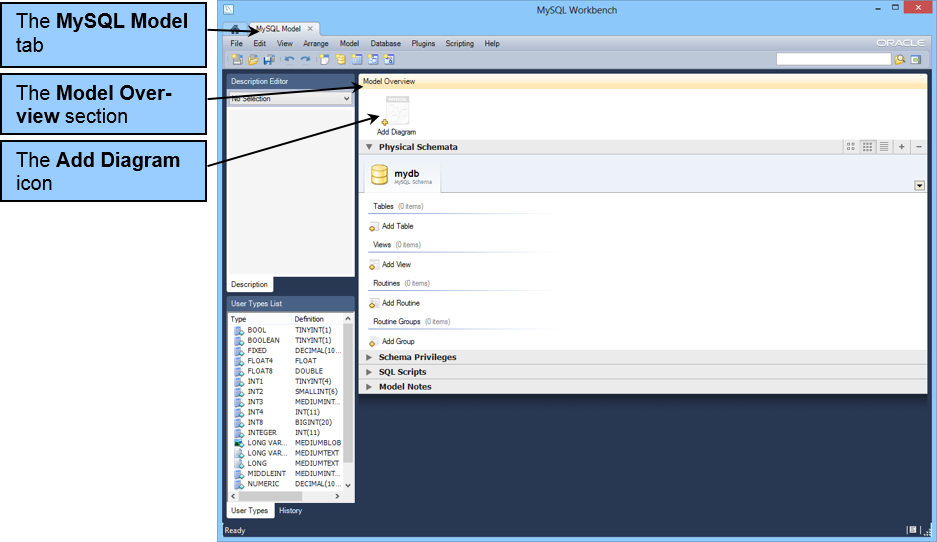 The MySQL Model
tab
The Model Over-
view section
The Add Diagram
icon
MySQL Workbench
MySQL Model
File Edit View Arrange Model Database Plugins Scripting Help
ORACLE
Description Editor
No Selection
Description
User Types List
Type Definition
BOOL TINYINT(1)
BOOLEAN TINYINT(1)
FIXED DECIMAL(10...
FLOAT4 FLOAT
FLOAT8 DOUBLE
INT1 TINYINT(4)
INT2 SMALLINT(6)
INT3 MEDIUMINT...
INT4 INT(11)
INT8 BIGINT(20)
INTEGER INT(11)
LONG VAR... MEDIUMBLOB
LONG VAR... MEDIUMTEXT
LONG MEDIUMTEXT
MIDDLEINT MEDIUMINT...
NUMERIC DECIMAL(10...
User Types History
Model Overview
Add Diagram
Physical Schemata
mydb
MySQL Schema
Tables (0 items)
Add Table
Views (0 items)
Add View
Routines (0 items)
Add Routine
Routine Groups (0 items)
Add Group
Schema Privileges
SQL Scripts
Model Notes
Ready